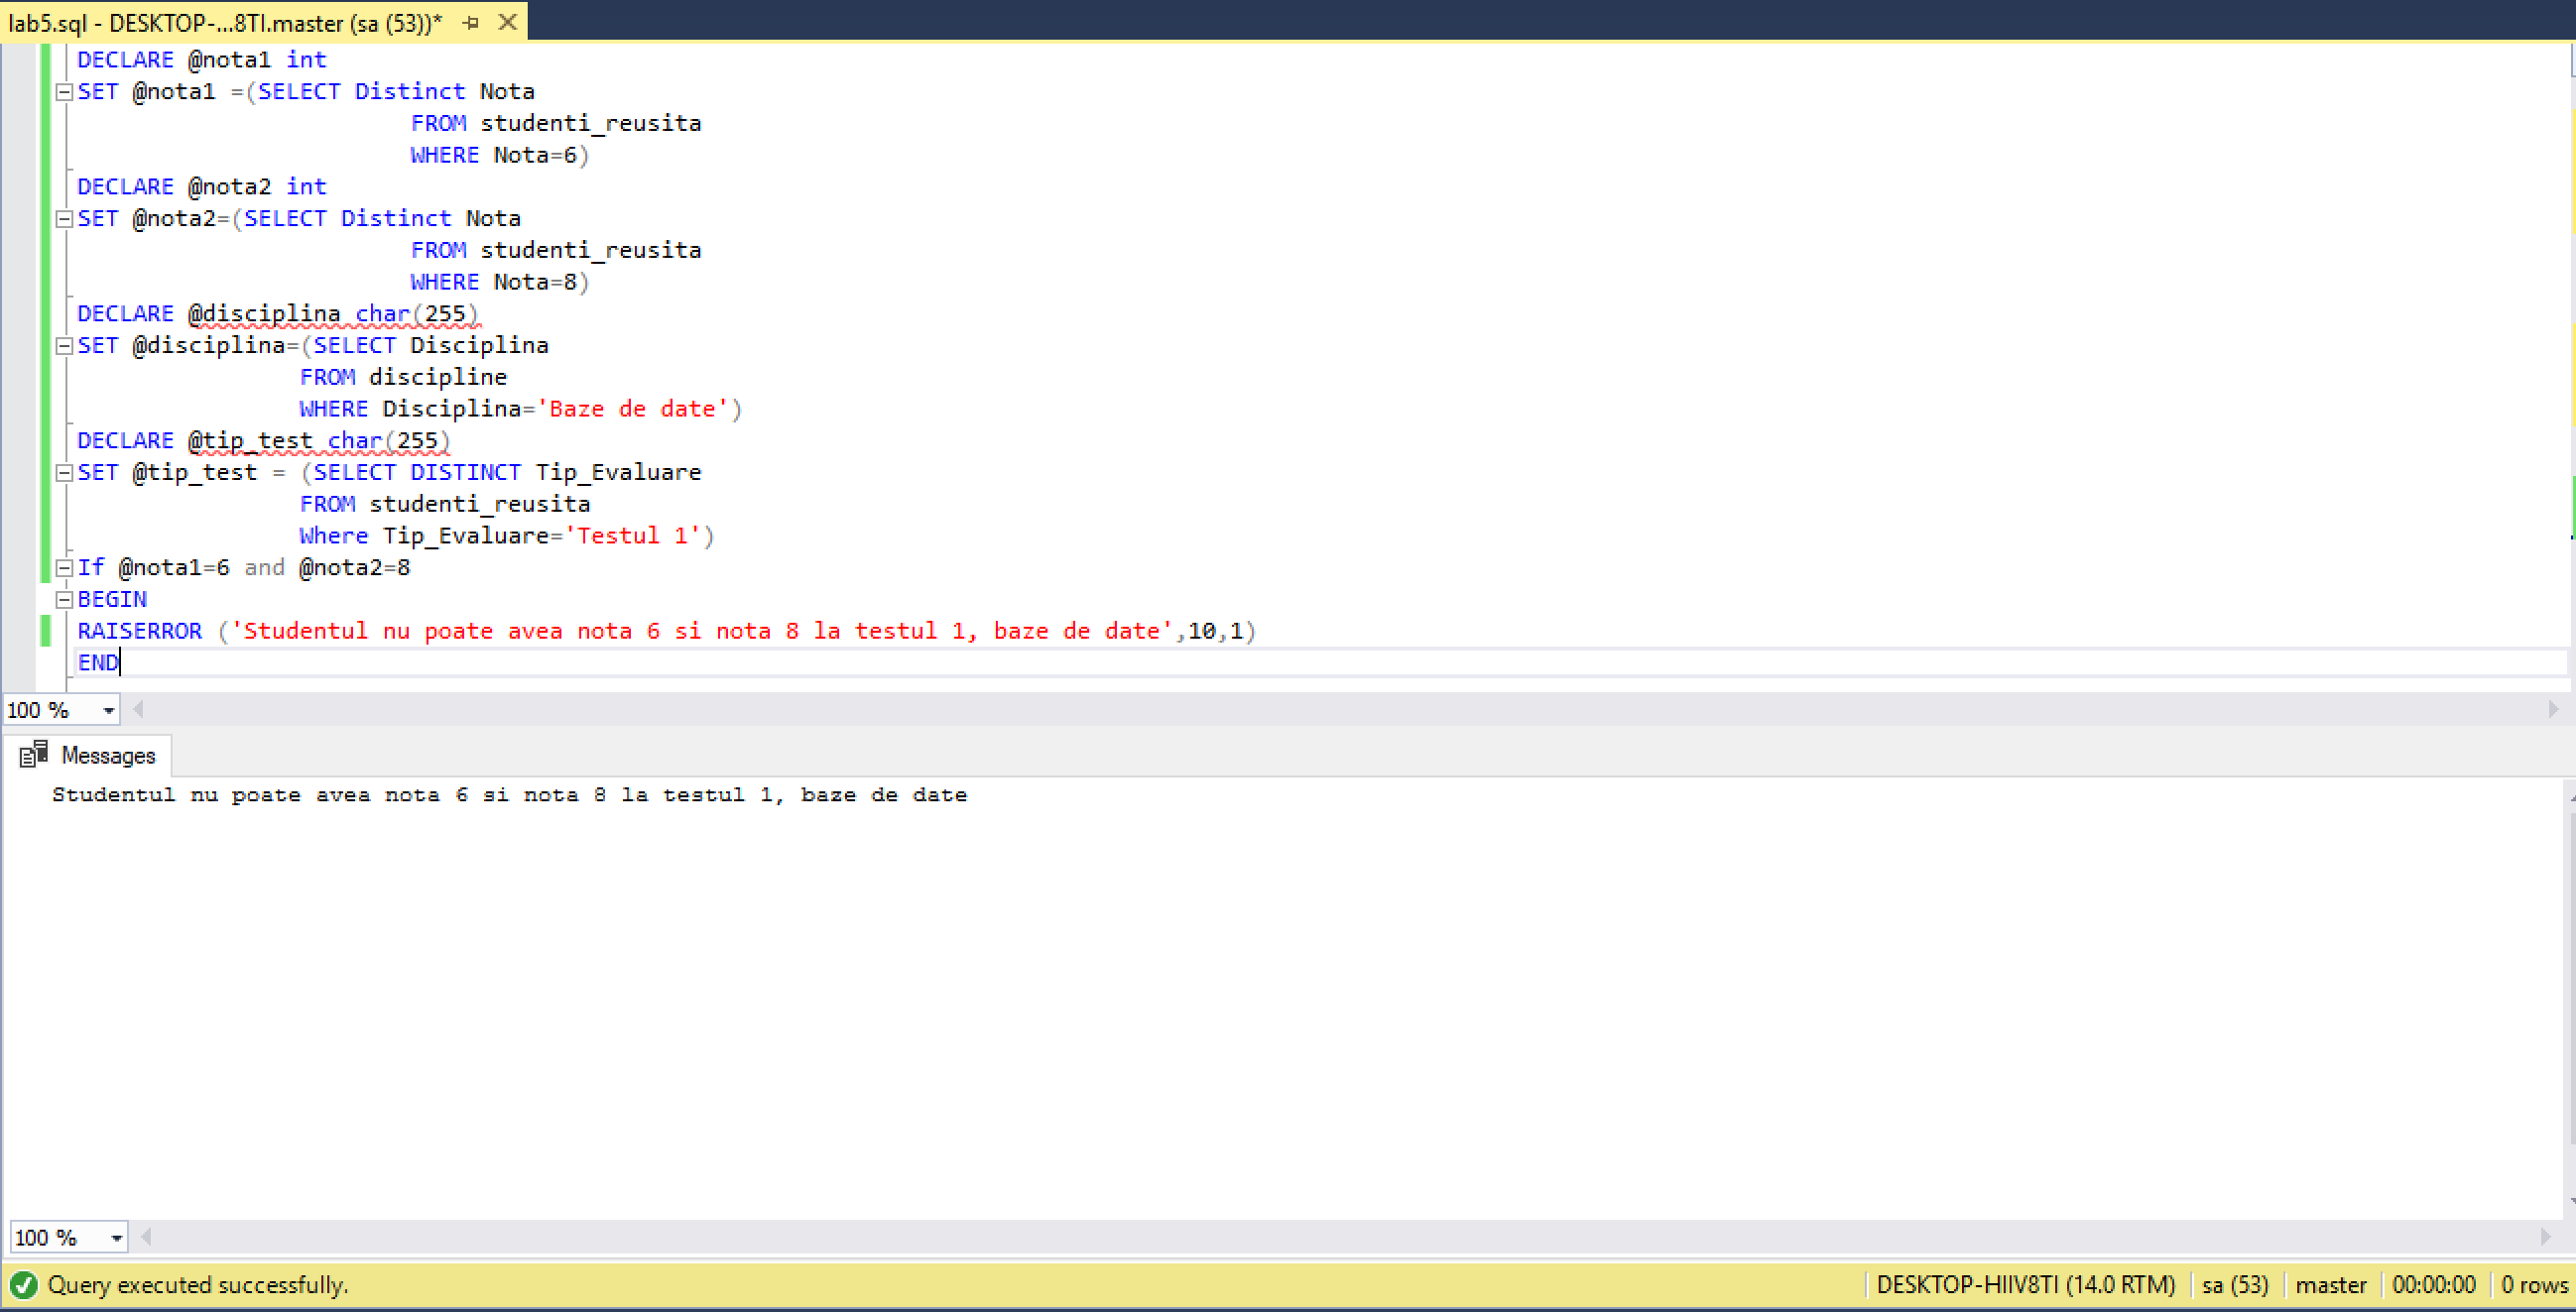 lab5.sql - DESKTOP-...8TI.master (sa (53))*
DECLARE @nota1 int
SET @nota1 =(SELECT Distinct Nota
FROM studenti_reusita
WHERE Nota=6)
DECLARE @nota2 int
SET @nota2=(SELECT Distinct Nota
FROM studenti_reusita
WHERE Nota=8)
DECLARE @disciplina char(255)
SET @disciplina=(SELECT Disciplina
FROM discipline
WHERE Disciplina='Baze de date')
DECLARE @tip_test char(255)
SET @tip_test = (SELECT DISTINCT Tip_Evaluare
FROM studenti_reusita
Where Tip_Evaluare='Testul 1')
If @nota1=6 and @nota2=8
BEGIN
RAISERROR ('Studentul nu poate avea nota 6 si nota 8 la testul 1, baze de date',10,1)
END
100 %
Messages
Studentul nu poate avea nota 6 si nota 8 la testul 1, baze de date
100 %
Query executed successfully.
DESKTOP-HIIV8TI (14.0 RTM)
sa (53)
master
00:00:00
0 rows